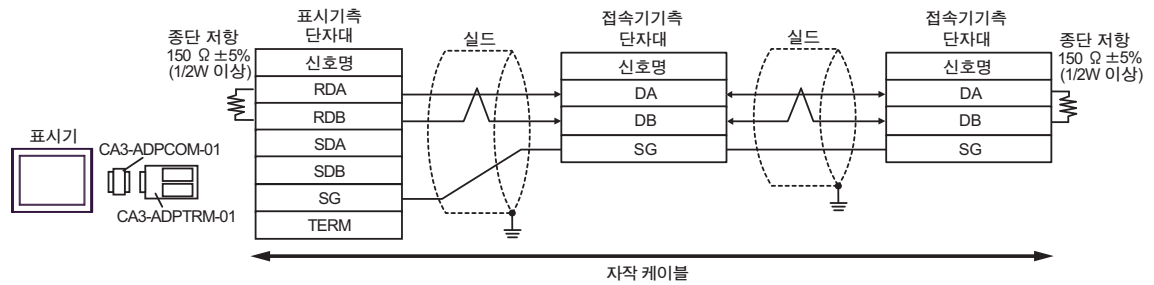 표시기
CA3-ADPCOM-01
CA3-ADPTRM-01
종단 저항
150 Ω ±5%
(1/2W 이상)
표시기측
단자대
신호명
RDA
RDB
SDA
SDB
SG
TERM
실드
접속기기측
단자대
신호명
DA
DB
SG
실드
접속기기측
단자대
신호명
DA
DB
SG
종단 저항
150 Ω ±5%
(1/2W 이상)
자작 케이블